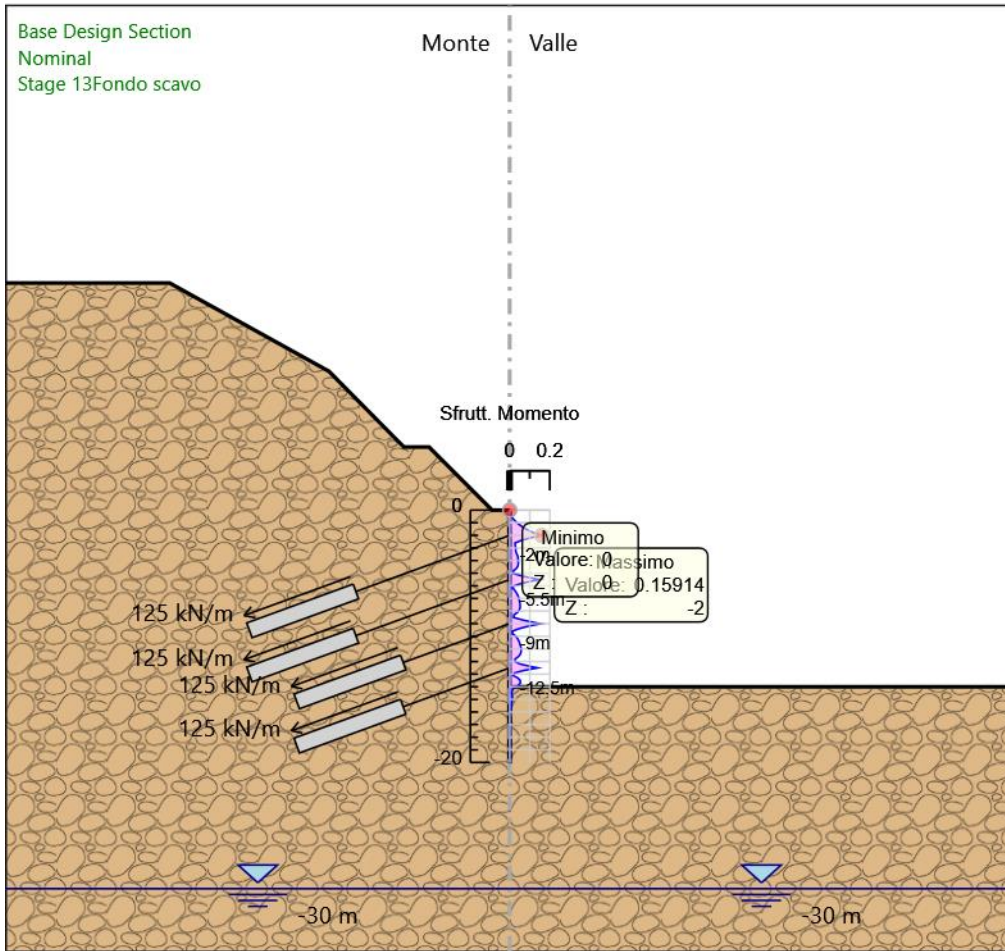 Base Design Section
Nominal
Stage 13Fondo scavo
Monte Valle
Sfrutt. Momento
0 0.2
0
Minimo
Valore: 0
Z : 0
Massimo
Valore: 0.15914
Z : -2
-2m
-5.5m
-9m
-12.5m
-20
125 kN/m
125 kN/m
125 kN/m
125 kN/m
-30 m
-30 m